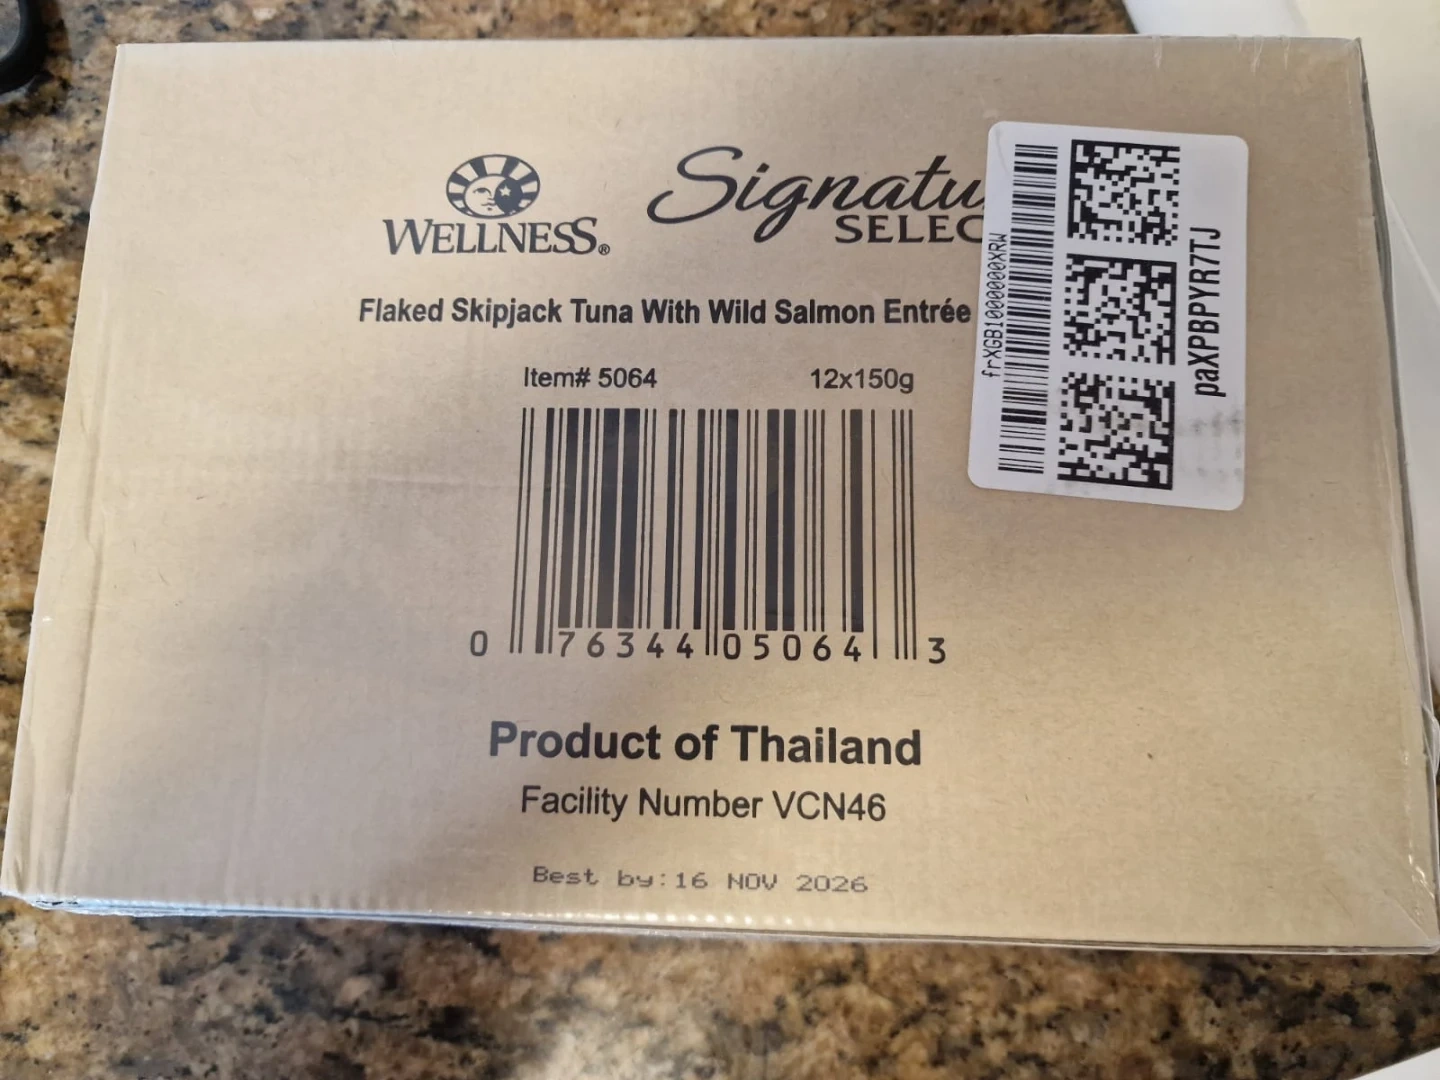 WELLNESS®
Signatu
SELEC
Flaked Skipjack Tuna With Wild Salmon Entrée
Item# 5064 12x150g
0 76344 05064 3
Product of Thailand
Facility Number VCN46
Best by:16 NOV 2026
frXGB1000000XRW
paXPBPYR7TJ